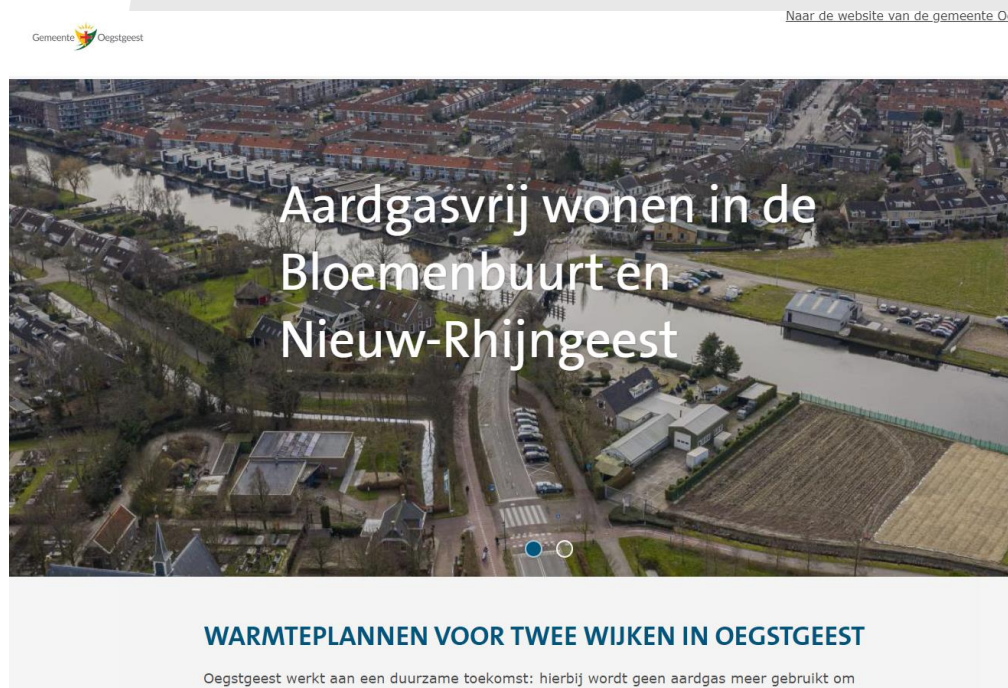 Naar de website van de gemeente
Gemeente Oegstgeest
Aardgasvrij wonen in de
Bloemenbuurt en
Nieuw-Rhijngeest
WARMTEPLANNEN VOOR TWEE WIJKEN IN OEGSTGEEST
Oegstgeest werkt aan een duurzame toekomst: hierbij wordt geen aardgas meer gebruikt om